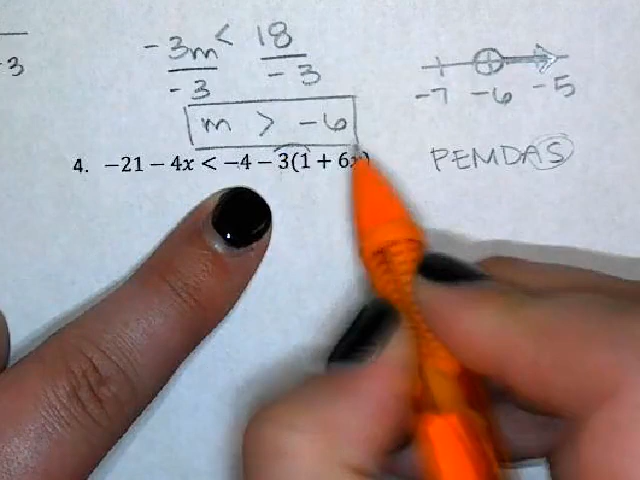 -3m < 18
-3 -3
3
m > -6
-7 -6 -5
4. −21 − 4x < −4 − 3(1 + 6x)
PEMDAS